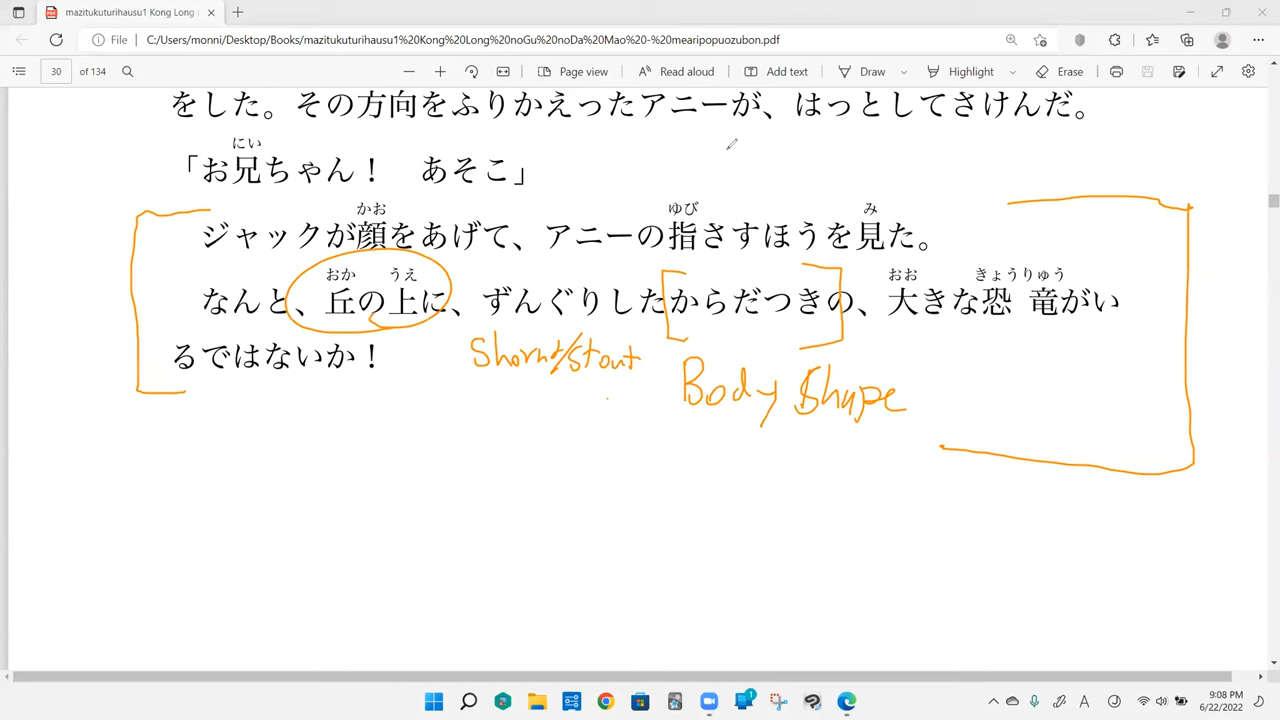 mazitukuturihausu1 Kong Long
File C:/Users/monni/Desktop/Books/mazitukuturihausu1%20Kong%20Long%20noGu%20noDa%20Mao%20-%20mearipopuozubon.pdf
30 of 134 Page view Read aloud Add text Draw Highlight Erase
をした。その方向をふりかえったアニーが、はっとしてさけんだ。
にい
「お兄ちゃん！　あそこ」
かお ゆび み
ジャックが顔をあげて、アニーの指さすほうを見た。
おか うえ おお きょうりゅう
なんと、丘の上に、ずんぐりしたからだつきの、大きな恐竜がい
るではないか！
/stout
Body Shape
1
A
9:08 PM
6/22/2022